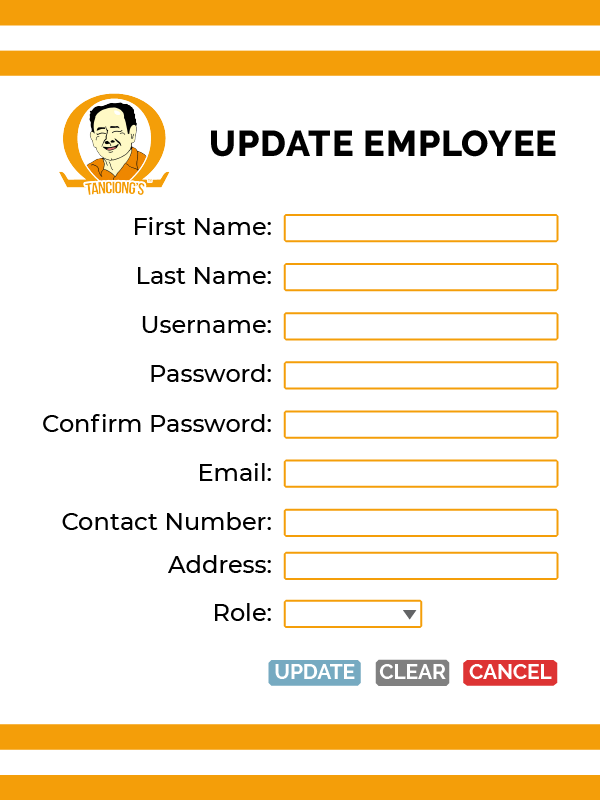 UPDATE EMPLOYEE
TANCIONG'S
First Name:
Last Name:
Username:
Password:
Confirm Password:
Email:
Contact Number:
Address:
Role:
UPDATE CLEAR CANCEL